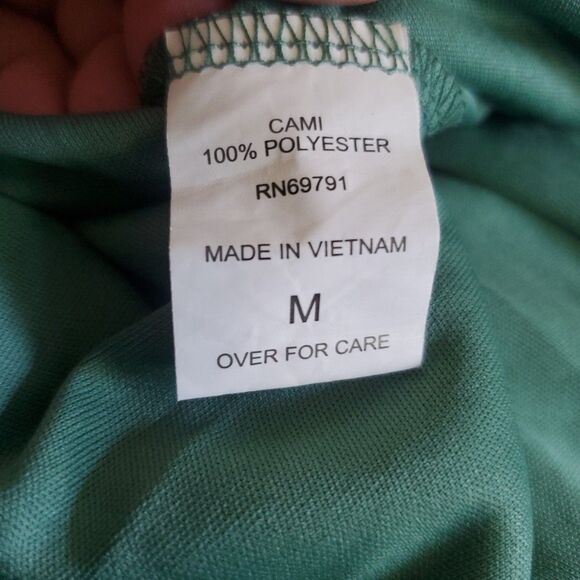 CAMI
100% POLYESTER
RN69791
MADE IN VIETNAM
M
OVER FOR CARE